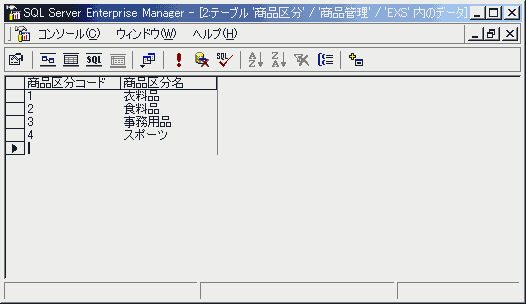 SQL Server Enterprise Manager - [2:テーブル '商品区分' / '商品管理' / 'EXS' 内のデータ]
コンソール(C) ウィンドウ(W) ヘルプ(H)
SQL ! SQL A Z Z A
商品区分コード 商品区分名
1 衣料品
2 食料品
3 事務用品
4 スポーツ